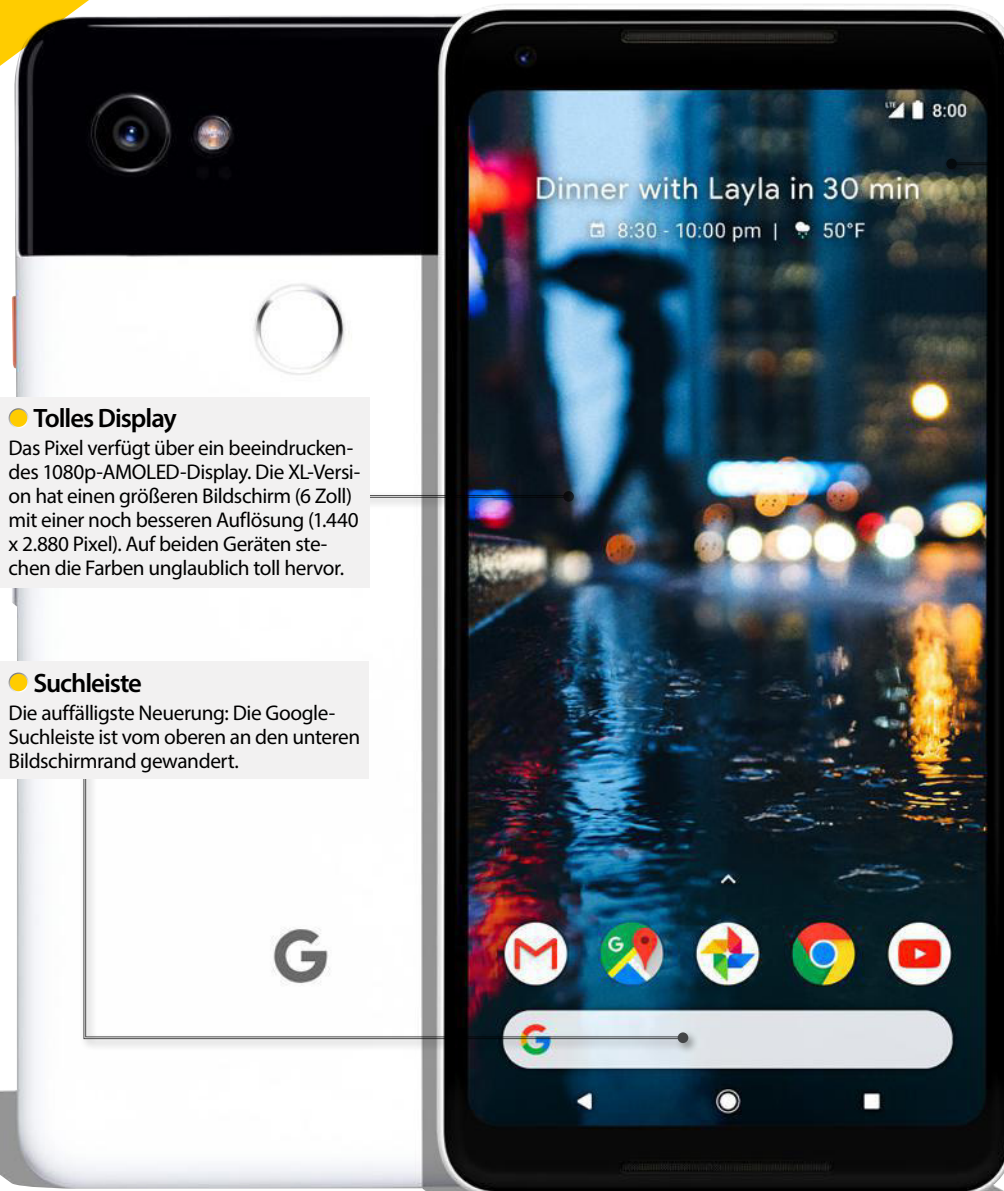 LTE 8:00
Dinner with Layla in 30 min
8:30 - 10:00 pm | 50°F
Tolles Display
Das Pixel verfügt über ein beeindrucken-
des 1080p-AMOLED-Display. Die XL-Versi-
on hat einen größeren Bildschirm (6 Zoll)
mit einer noch besseren Auflösung (1.440
x 2.880 Pixel). Auf beiden Geräten ste-
chen die Farben unglaublich toll hervor.
Suchleiste
Die auffälligste Neuerung: Die Google-
Suchleiste ist vom oberen an den unteren
Bildschirmrand gewandert.
G
G
G